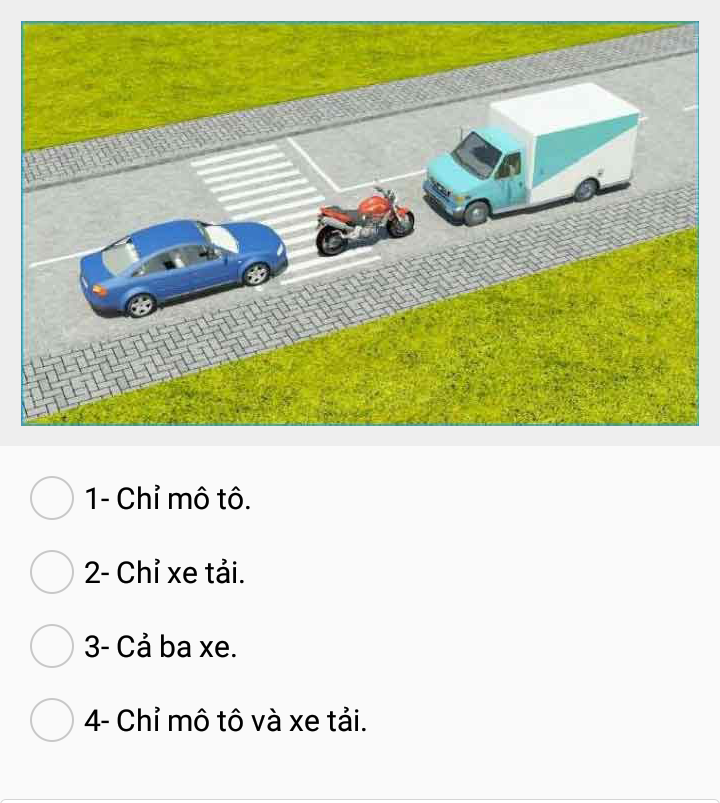 1- Chỉ mô tô.
2- Chỉ xe tải.
3- Cả ba xe.
4- Chỉ mô tô và xe tải.